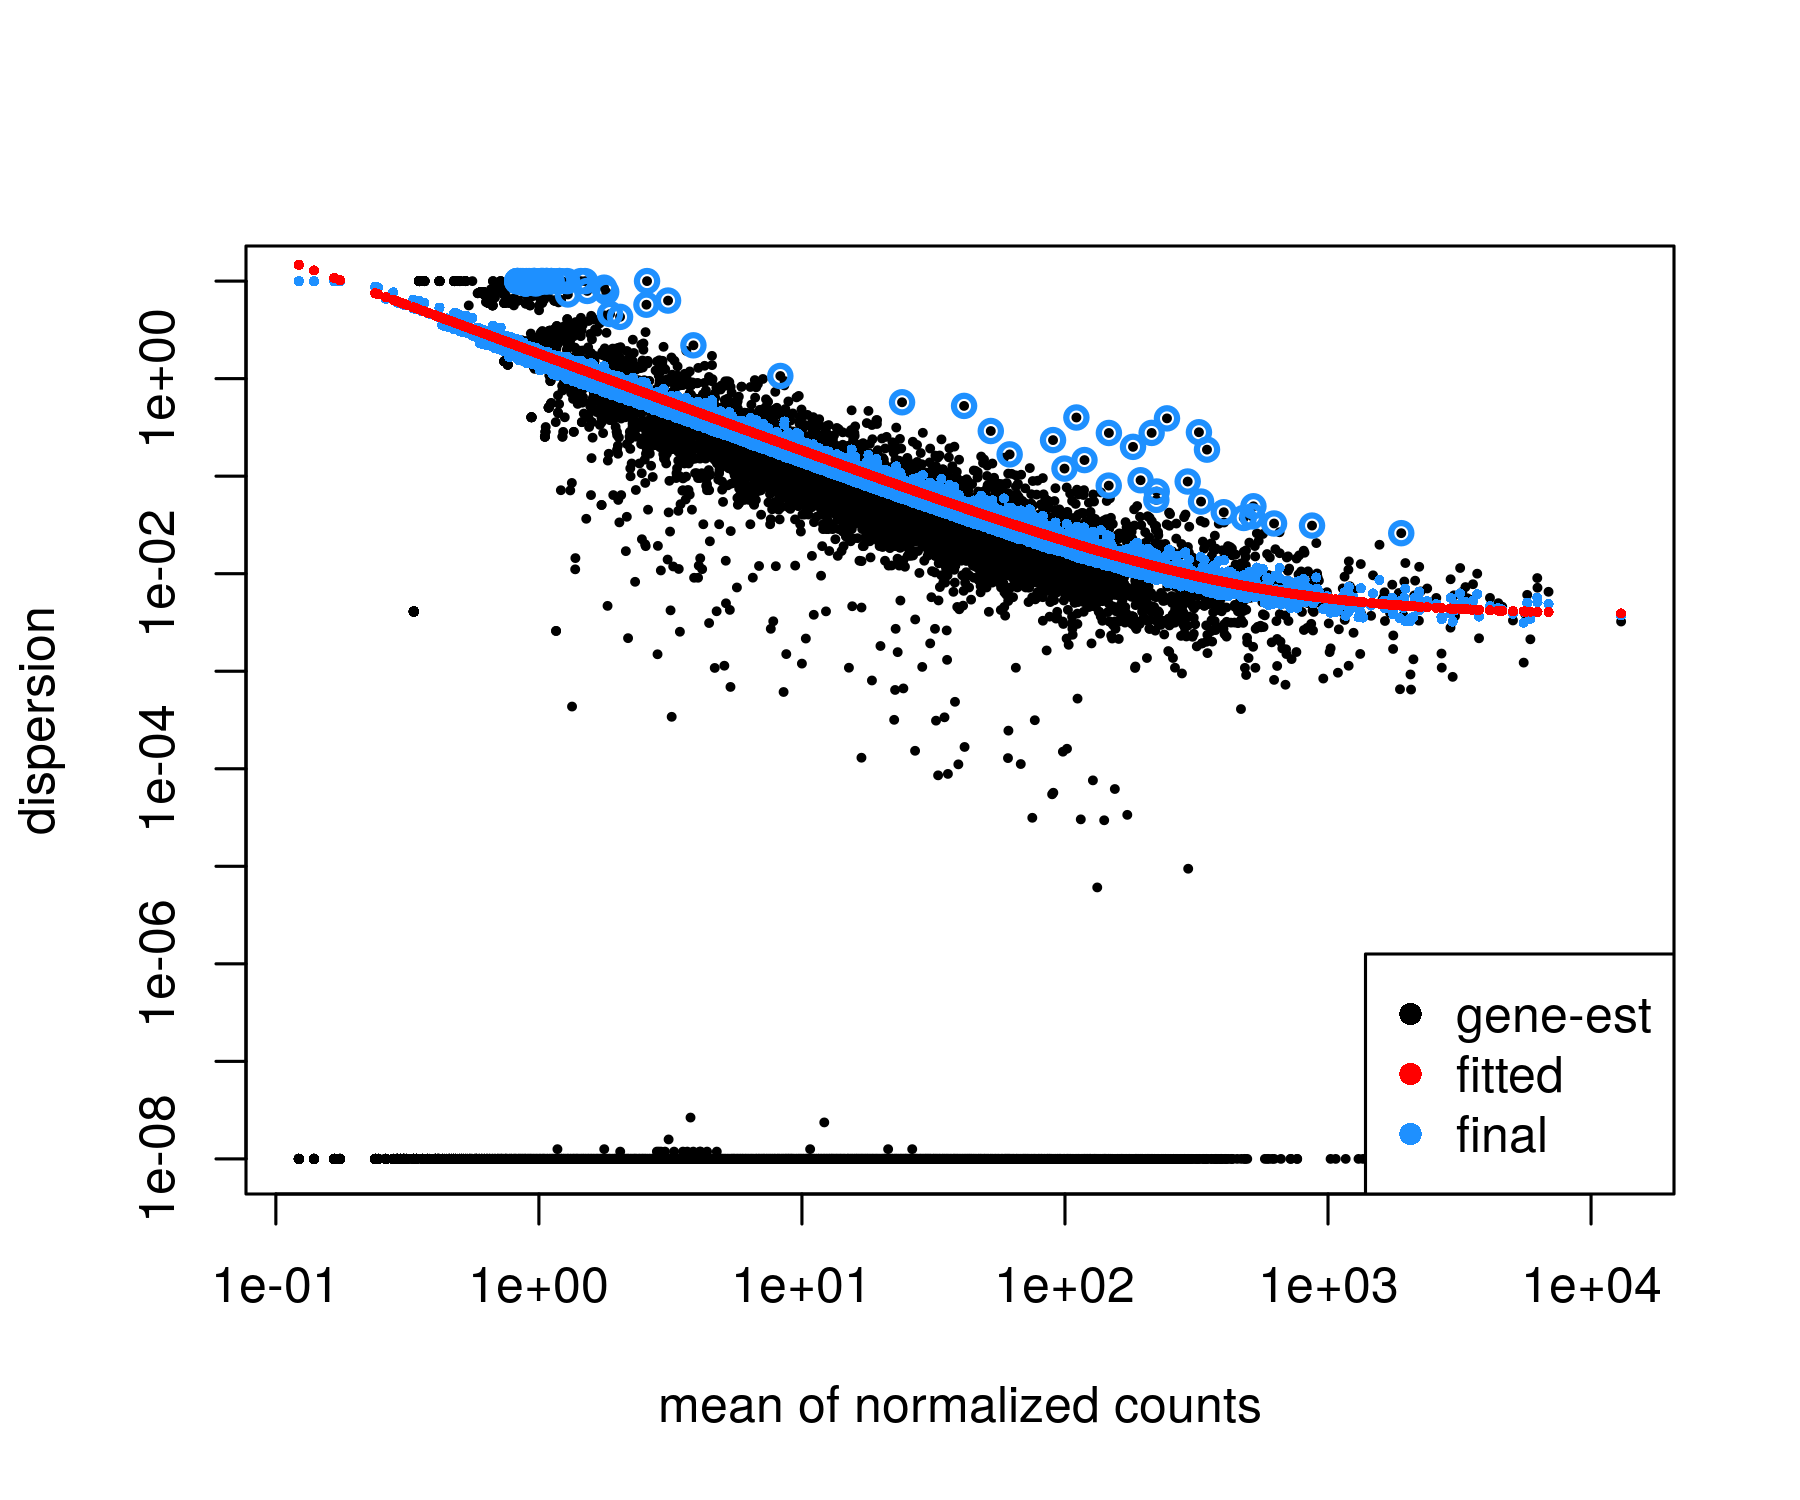 dispersion
1e+00
1e-02
1e-04
1e-06
1e-08
gene-est
fitted
final
1e-01 1e+00 1e+01 1e+02 1e+03 1e+04
mean of normalized counts